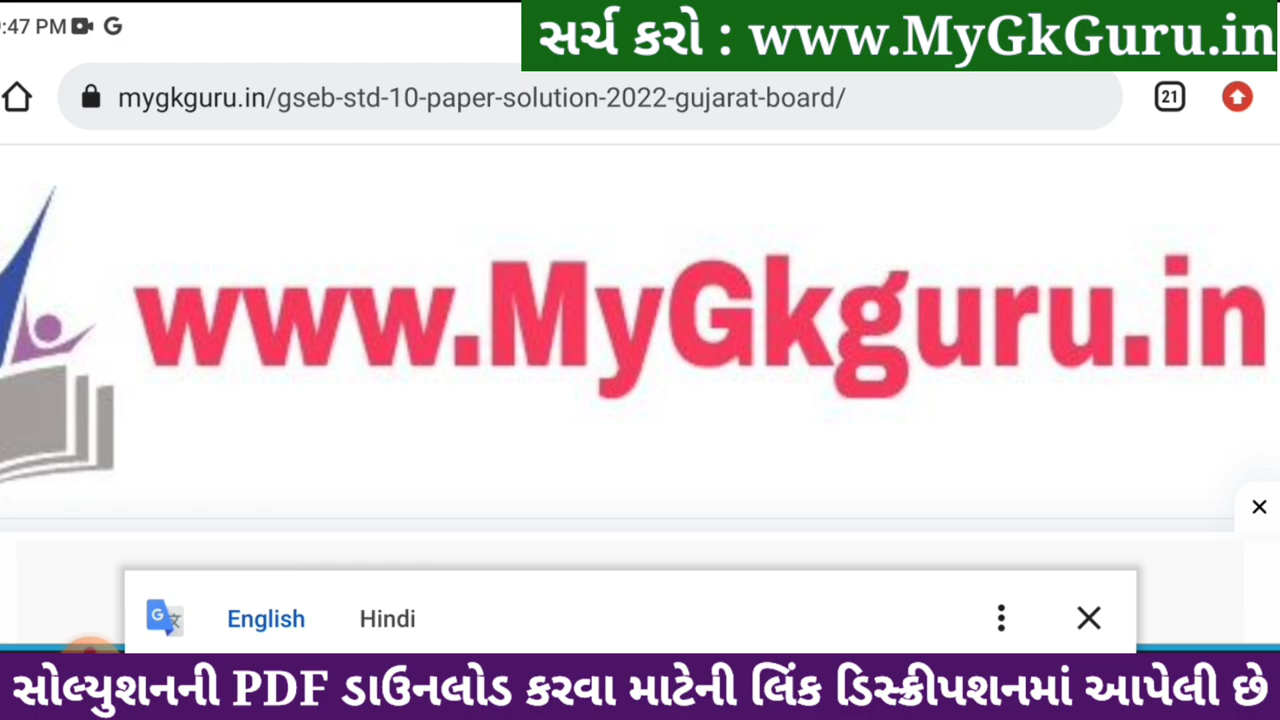 :47 PM G
સર્ચ કરો : www.MyGkGuru.in
mygkguru.in/gseb-std-10-paper-solution-2022-gujarat-board/
21
www.MyGkguru.in
English Hindi
સોલ્યુશનની PDF ડાઉનલોડ કરવા માટેની લિંક ડિસ્ક્રીપશનમાં આપેલી છે